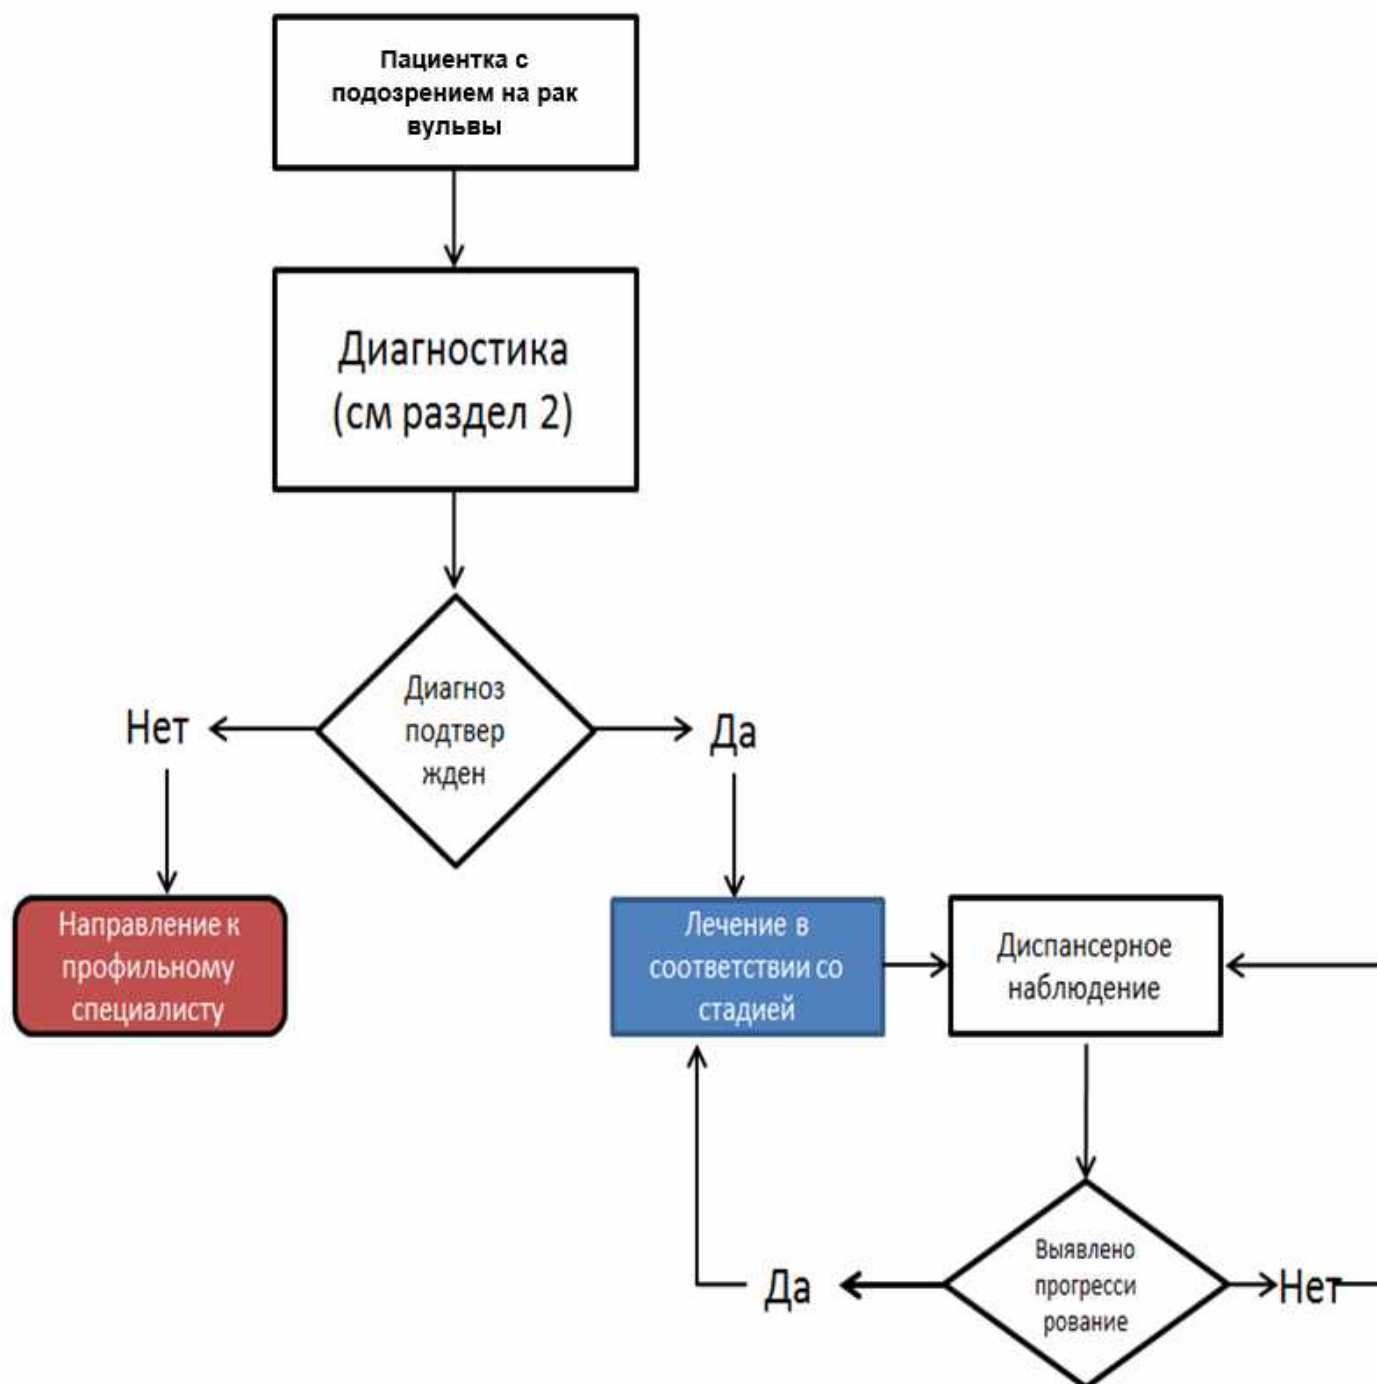 Пациентка с
подозрением на рак
вульвы
Диагностика
(см раздел 2)
Диагноз
подтвер
жден
Нет
Да
Направление к
профильному
специалисту
Лечение в
соответствии со
стадией
Диспансерное
наблюдение
Выявлено
прогресси
рование
Да
Нет